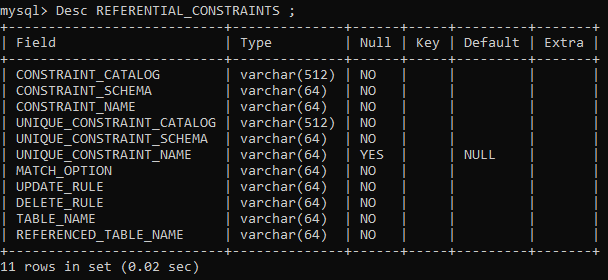 mysql> Desc REFERENTIAL_CONSTRAINTS ;
+---------------------------+--------------+------+-----+---------+-------+
| Field                     | Type         | Null | Key | Default | Extra |
+---------------------------+--------------+------+-----+---------+-------+
| CONSTRAINT_CATALOG        | varchar(512) | NO   |     |         |       |
| CONSTRAINT_SCHEMA         | varchar(64)  | NO   |     |         |       |
| CONSTRAINT_NAME           | varchar(64)  | NO   |     |         |       |
| UNIQUE_CONSTRAINT_CATALOG | varchar(512) | NO   |     |         |       |
| UNIQUE_CONSTRAINT_SCHEMA  | varchar(64)  | NO   |     |         |       |
| UNIQUE_CONSTRAINT_NAME    | varchar(64)  | YES  |     | NULL    |       |
| MATCH_OPTION              | varchar(64)  | NO   |     |         |       |
| UPDATE_RULE               | varchar(64)  | NO   |     |         |       |
| DELETE_RULE               | varchar(64)  | NO   |     |         |       |
| TABLE_NAME                | varchar(64)  | NO   |     |         |       |
| REFERENCED_TABLE_NAME     | varchar(64)  | NO   |     |         |       |
+---------------------------+--------------+------+-----+---------+-------+
11 rows in set (0.02 sec)